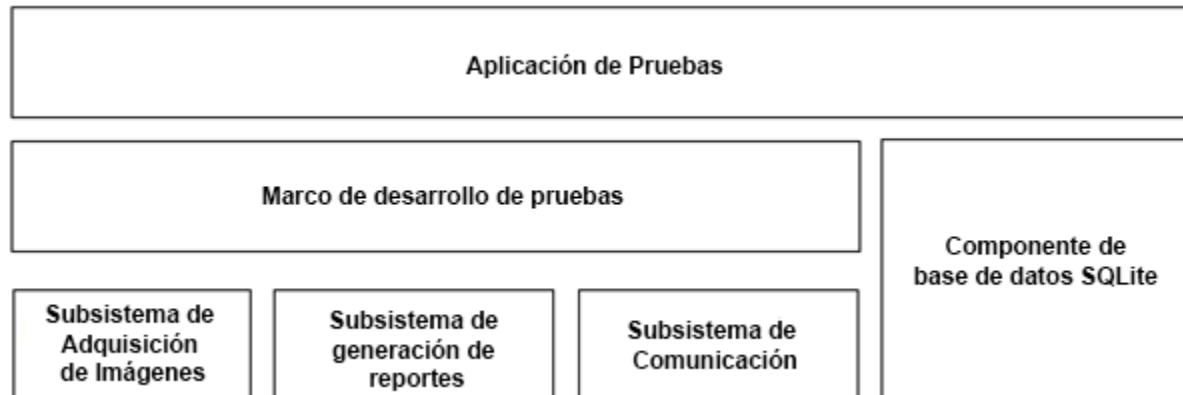 Aplicación de Pruebas
Marco de desarrollo de pruebas
Componente de
base de datos SQLite
Subsistema de
Adquisición
de Imágenes
Subsistema de
generación de
reportes
Subsistema de
Comunicación